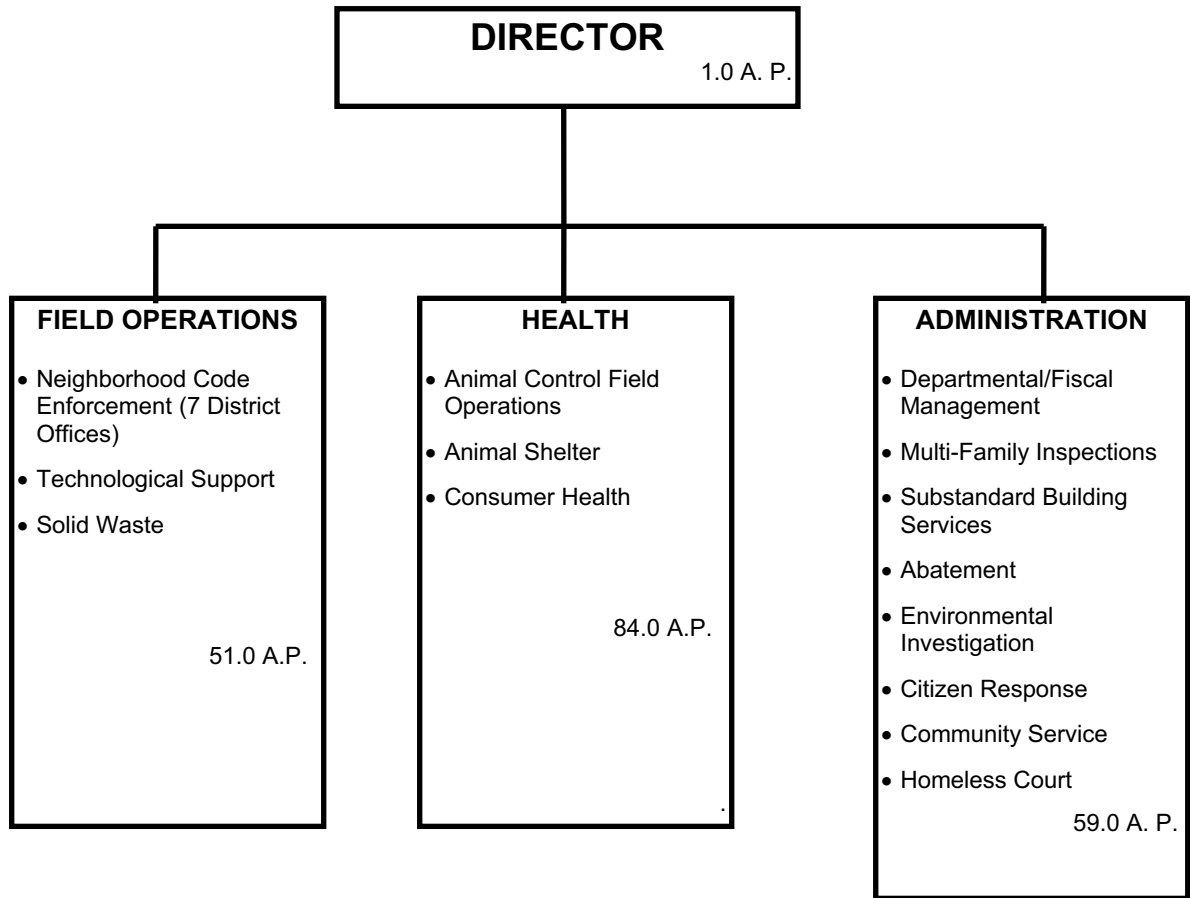 DIRECTOR
1.0 A. P.
FIELD OPERATIONS
• Neighborhood Code
Enforcement (7 District
Offices)
• Technological Support
• Solid Waste
51.0 A.P.
HEALTH
• Animal Control Field
Operations
• Animal Shelter
• Consumer Health
84.0 A.P.
.
ADMINISTRATION
• Departmental/Fiscal
Management
• Multi-Family Inspections
• Substandard Building
Services
• Abatement
• Environmental
Investigation
• Citizen Response
• Community Service
• Homeless Court
59.0 A. P.